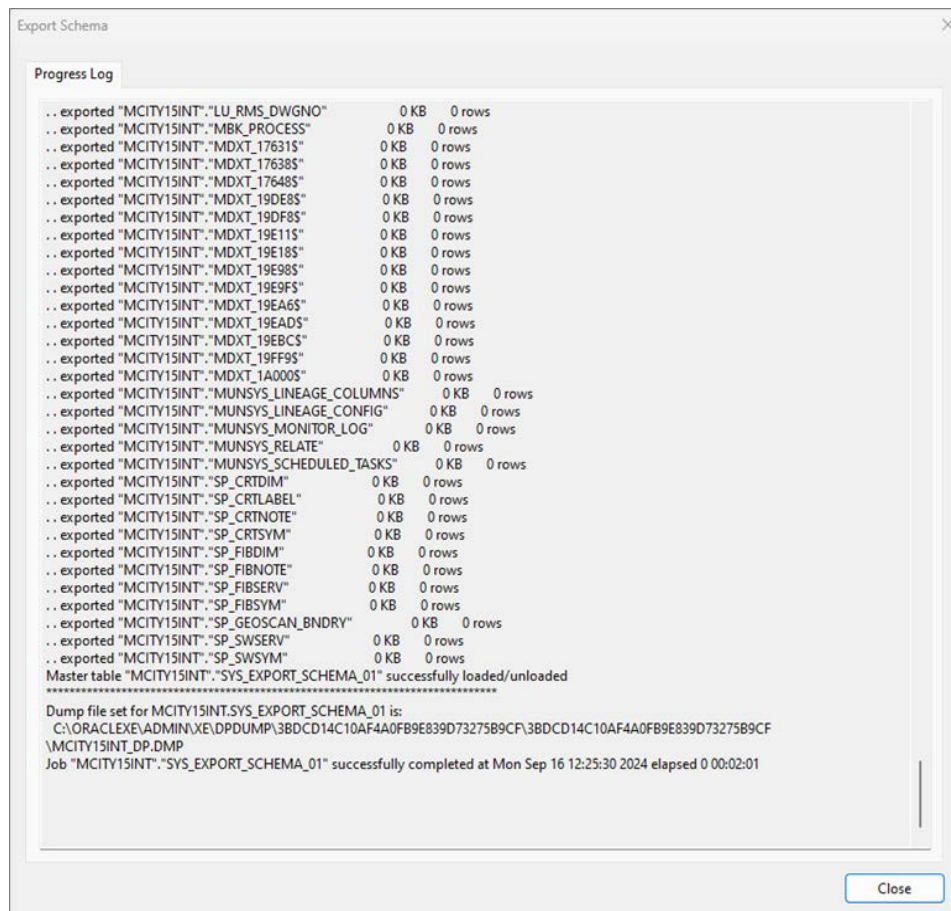 Export Schema
Progress Log
. . exported "MCITY15INT"."LU_RMS_DWGNO" 0 KB 0 rows
. . exported "MCITY15INT"."MBK_PROCESS" 0 KB 0 rows
. . exported "MCITY15INT"."MDXT_17631$" 0 KB 0 rows
. . exported "MCITY15INT"."MDXT_17638$" 0 KB 0 rows
. . exported "MCITY15INT"."MDXT_17648$" 0 KB 0 rows
. . exported "MCITY15INT"."MDXT_19DE8$" 0 KB 0 rows
. . exported "MCITY15INT"."MDXT_19DF8$" 0 KB 0 rows
. . exported "MCITY15INT"."MDXT_19E11$" 0 KB 0 rows
. . exported "MCITY15INT"."MDXT_19E18$" 0 KB 0 rows
. . exported "MCITY15INT"."MDXT_19E98$" 0 KB 0 rows
. . exported "MCITY15INT"."MDXT_19E9F$" 0 KB 0 rows
. . exported "MCITY15INT"."MDXT_19EA6$" 0 KB 0 rows
. . exported "MCITY15INT"."MDXT_19EAD$" 0 KB 0 rows
. . exported "MCITY15INT"."MDXT_19EBC$" 0 KB 0 rows
. . exported "MCITY15INT"."MDXT_19FF9$" 0 KB 0 rows
. . exported "MCITY15INT"."MDXT_1A000$" 0 KB 0 rows
. . exported "MCITY15INT"."MUNSYS_LINEAGE_COLUMNS" 0 KB 0 rows
. . exported "MCITY15INT"."MUNSYS_LINEAGE_CONFIG" 0 KB 0 rows
. . exported "MCITY15INT"."MUNSYS_MONITOR_LOG" 0 KB 0 rows
. . exported "MCITY15INT"."MUNSYS_RELATE" 0 KB 0 rows
. . exported "MCITY15INT"."MUNSYS_SCHEDULED_TASKS" 0 KB 0 rows
. . exported "MCITY15INT"."SP_CRTDIM" 0 KB 0 rows
. . exported "MCITY15INT"."SP_CRTLABEL" 0 KB 0 rows
. . exported "MCITY15INT"."SP_CRTNOTE" 0 KB 0 rows
. . exported "MCITY15INT"."SP_CRTSYM" 0 KB 0 rows
. . exported "MCITY15INT"."SP_FIBDIM" 0 KB 0 rows
. . exported "MCITY15INT"."SP_FIBNOTE" 0 KB 0 rows
. . exported "MCITY15INT"."SP_FIBSERV" 0 KB 0 rows
. . exported "MCITY15INT"."SP_FIBSYM" 0 KB 0 rows
. . exported "MCITY15INT"."SP_GEOSCAN_BNDRY" 0 KB 0 rows
. . exported "MCITY15INT"."SP_SWSERV" 0 KB 0 rows
. . exported "MCITY15INT"."SP_SWSYM" 0 KB 0 rows
Master table "MCITY15INT"."SYS_EXPORT_SCHEMA_01" successfully loaded/unloaded
******************************************************************************
Dump file set for MCITY15INT.SYS_EXPORT_SCHEMA_01 is:
C:\ORACLEXE\ADMIN\XE\DPDUMP\3BDCD14C10AF4A0FB9E839D73275B9CF\3BDCD14C10AF4A0FB9E839D73275B9CF
\MCITY15INT_DP.DMP
Job "MCITY15INT"."SYS_EXPORT_SCHEMA_01" successfully completed at Mon Sep 16 12:25:30 2024 elapsed 0 00:02:01
Close